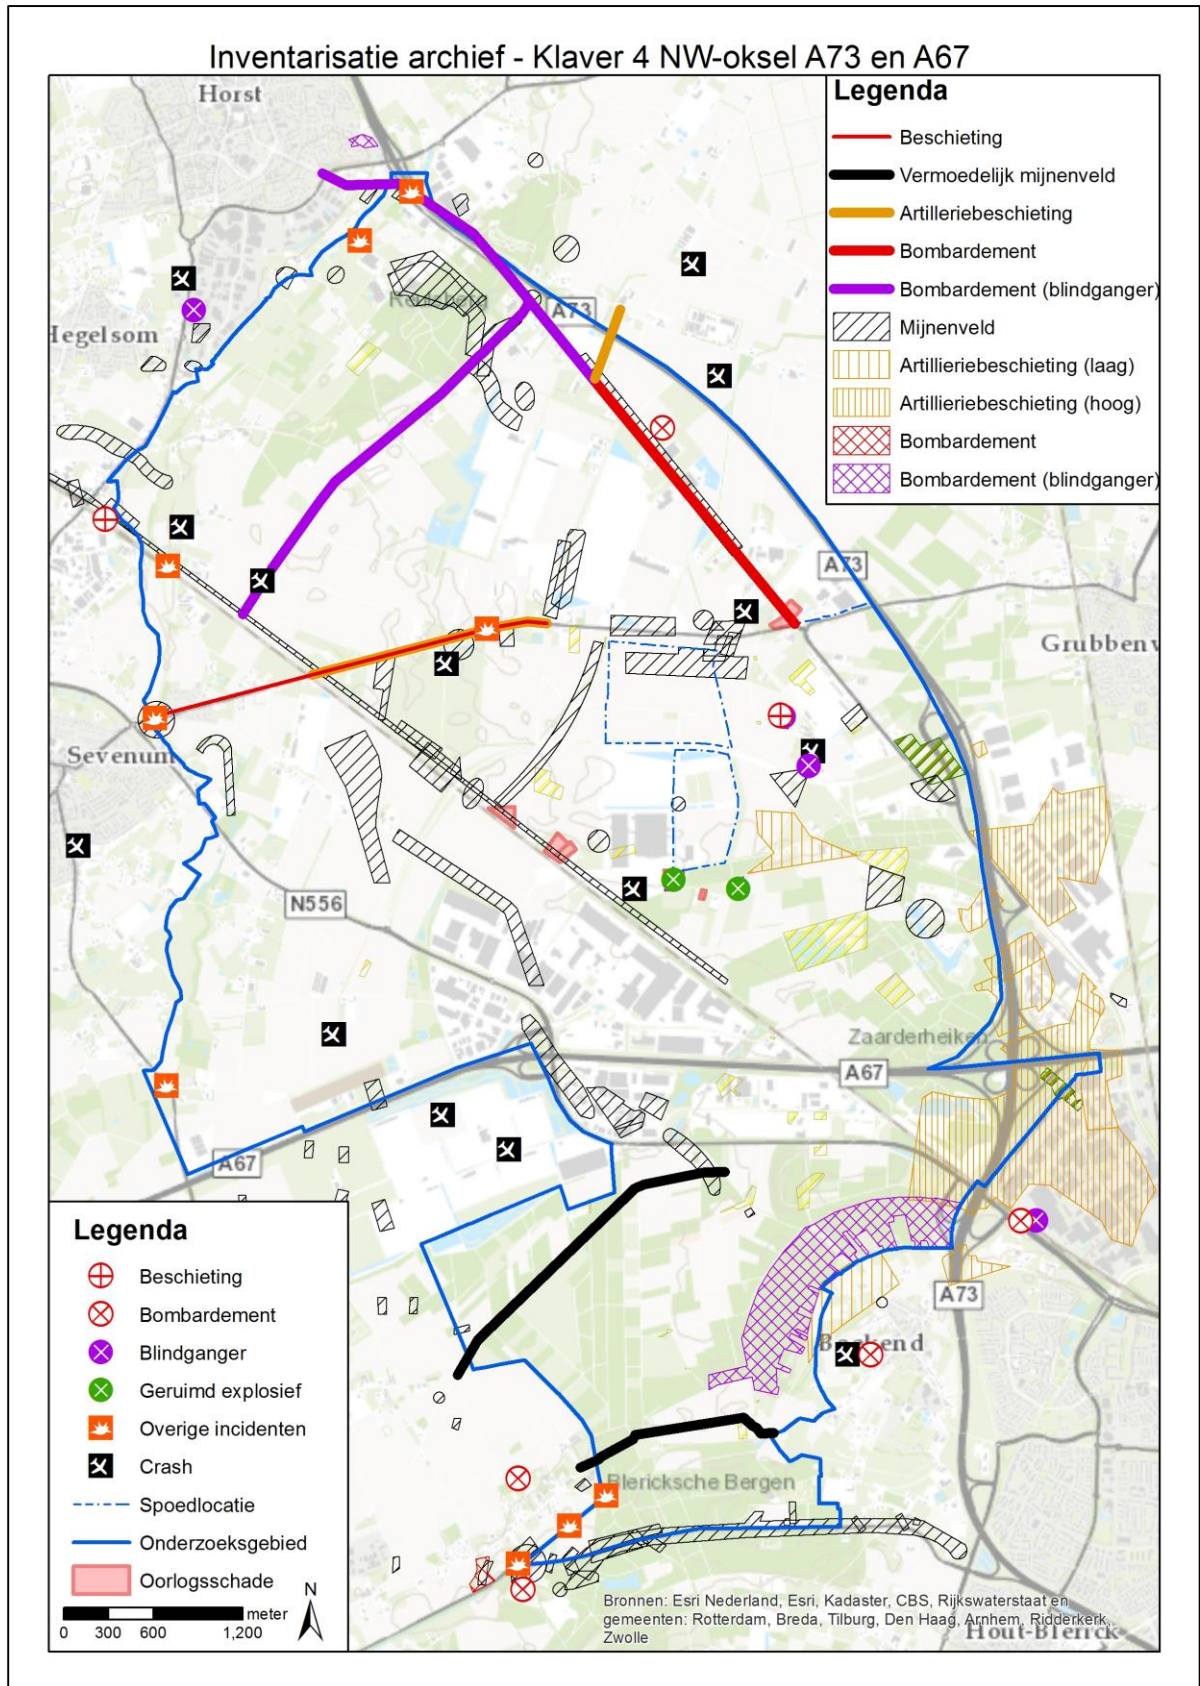 Inventarisatie archief - Klaver 4 NW-oksel A73 en A67
Horst
Legenda
Beschieting
Vermoedelijk mijnenveld
Artilleriebeschieting
Bombardement
Bombardement (blindganger)
Mijnenveld
Artillieriebeschieting (laag)
Artillieriebeschieting (hoog)
Bombardement
Bombardement (blindganger)
A73
Hegelsom
A73
Grubbenv
Sevenum
N556
Zaarderheiken
A67
A67
A73
Boekend
Blericksche Bergen
Hout-Blerick
Legenda
Beschieting
Bombardement
Blindganger
Geruimd explosief
Overige incidenten
Crash
Spoedlocatie
Onderzoeksgebied
Oorlogsschade
N
meter
0 300 600 1,200
Bronnen: Esri Nederland, Esri, Kadaster, CBS, Rijkswaterstaat en
gemeenten: Rotterdam, Breda, Tilburg, Den Haag, Arnhem, Ridderkerk,
Zwolle